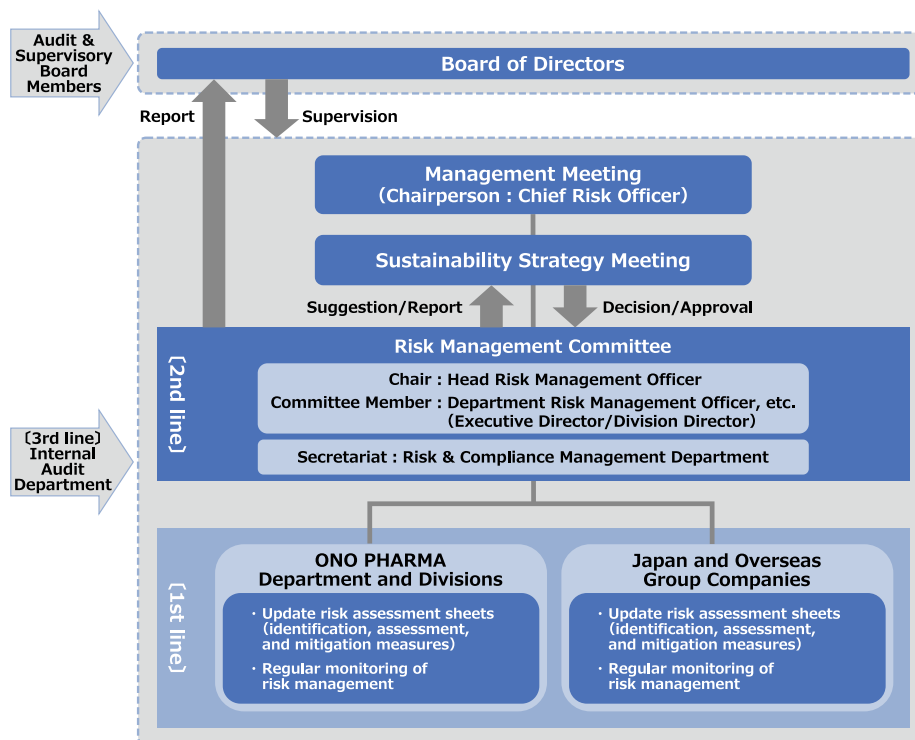 Audit &
Supervisory
Board
Members
Board of Directors
Report
Supervision
Management Meeting
(Chairperson : Chief Risk Officer)
Sustainability Strategy Meeting
Suggestion/Report
Decision/Approval
〔2nd line〕
Risk Management Committee
Chair : Head Risk Management Officer
Committee Member : Department Risk Management Officer, etc.
(Executive Director/Division Director)
Secretariat : Risk & Compliance Management Department
〔3rd line〕
Internal
Audit
Department
〔1st line〕
ONO PHARMA
Department and Divisions
・Update risk assessment sheets
(identification, assessment,
and mitigation measures)
・Regular monitoring of
risk management
Japan and Overseas
Group Companies
・Update risk assessment sheets
(identification, assessment,
and mitigation measures)
・Regular monitoring of
risk management